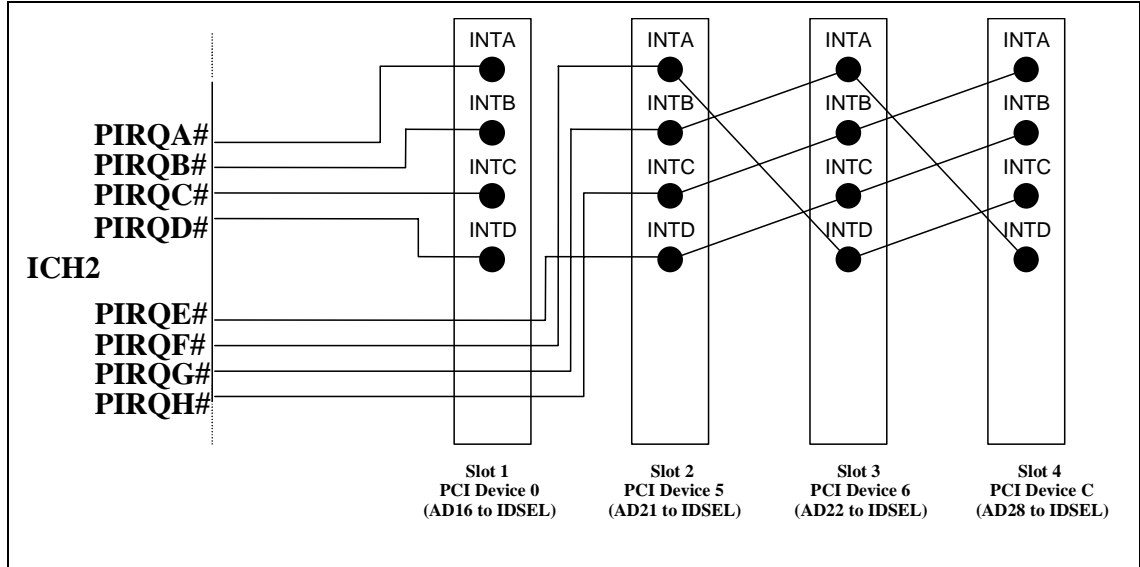 INTA INTA INTA INTA
INTB INTB INTB INTB
INTC INTC INTC INTC
INTD INTD INTD INTD
PIRQA#
PIRQB#
PIRQC#
PIRQD#
ICH2
PIRQE#
PIRQF#
PIRQG#
PIRQH#
Slot 1
PCI Device 0
(AD16 to IDSEL)
Slot 2
PCI Device 5
(AD21 to IDSEL)
Slot 3
PCI Device 6
(AD22 to IDSEL)
Slot 4
PCI Device C
(AD28 to IDSEL)